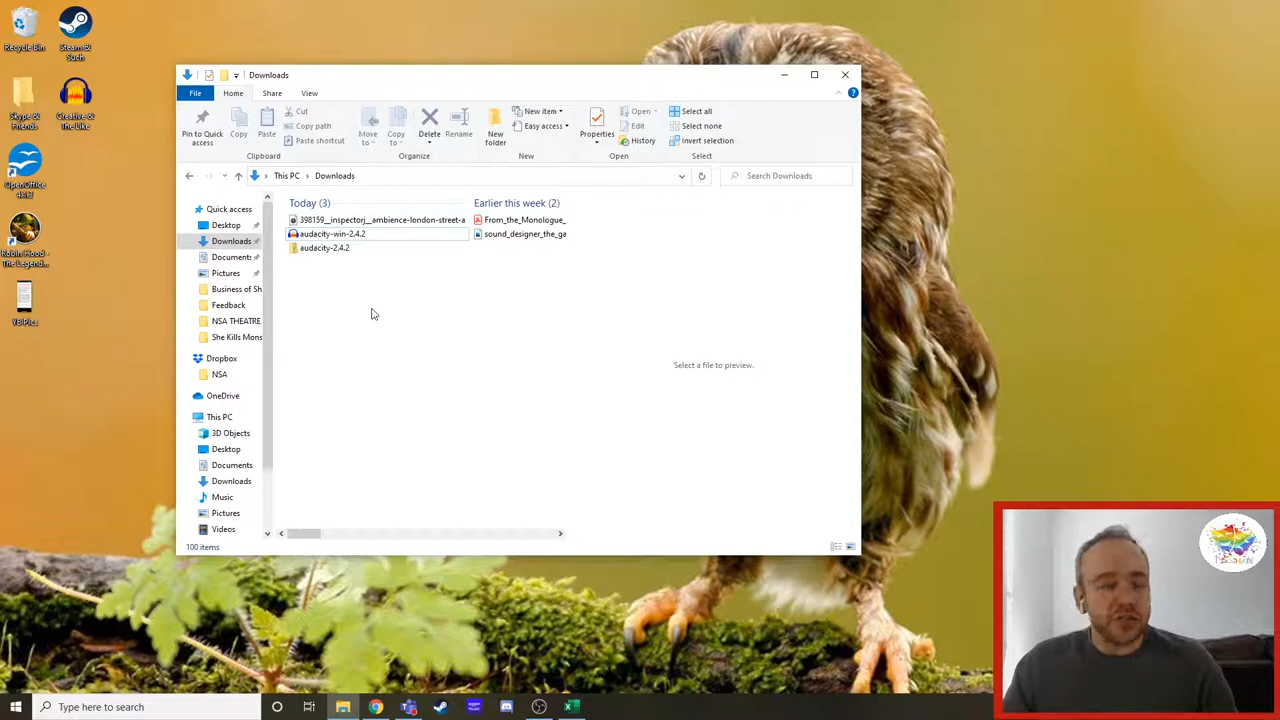 Recycle Bin
Steam &
Such
Skype &
Friends
Creative &
The Like
OpenOffice
4.1.3
Robin Hood -
The Legend...
YB Pics
Downloads
File
Home
Share
View
Pin to Quick
access
Copy
Paste
Cut
Copy path
Paste shortcut
Clipboard
Move
to
Copy
to
Delete
Rename
Organize
New
folder
New item
Easy access
New
Properties
Open
Edit
History
Open
Select all
Select none
Invert selection
Select
This PC
Downloads
Search Downloads
Quick access
Desktop
Downloads
Documents
Pictures
Business of Sh
Feedback
NSA THEATRE
She Kills Mons
Dropbox
NSA
OneDrive
This PC
3D Objects
Desktop
Documents
Downloads
Music
Pictures
Videos
Today (3)
398159__inspectorj__ambience-london-street-a
audacity-win-2.4.2
audacity-2.4.2
Earlier this week (2)
From_the_Monologue_
sound_designer_the_ga
Select a file to preview.
100 items
Type here to search